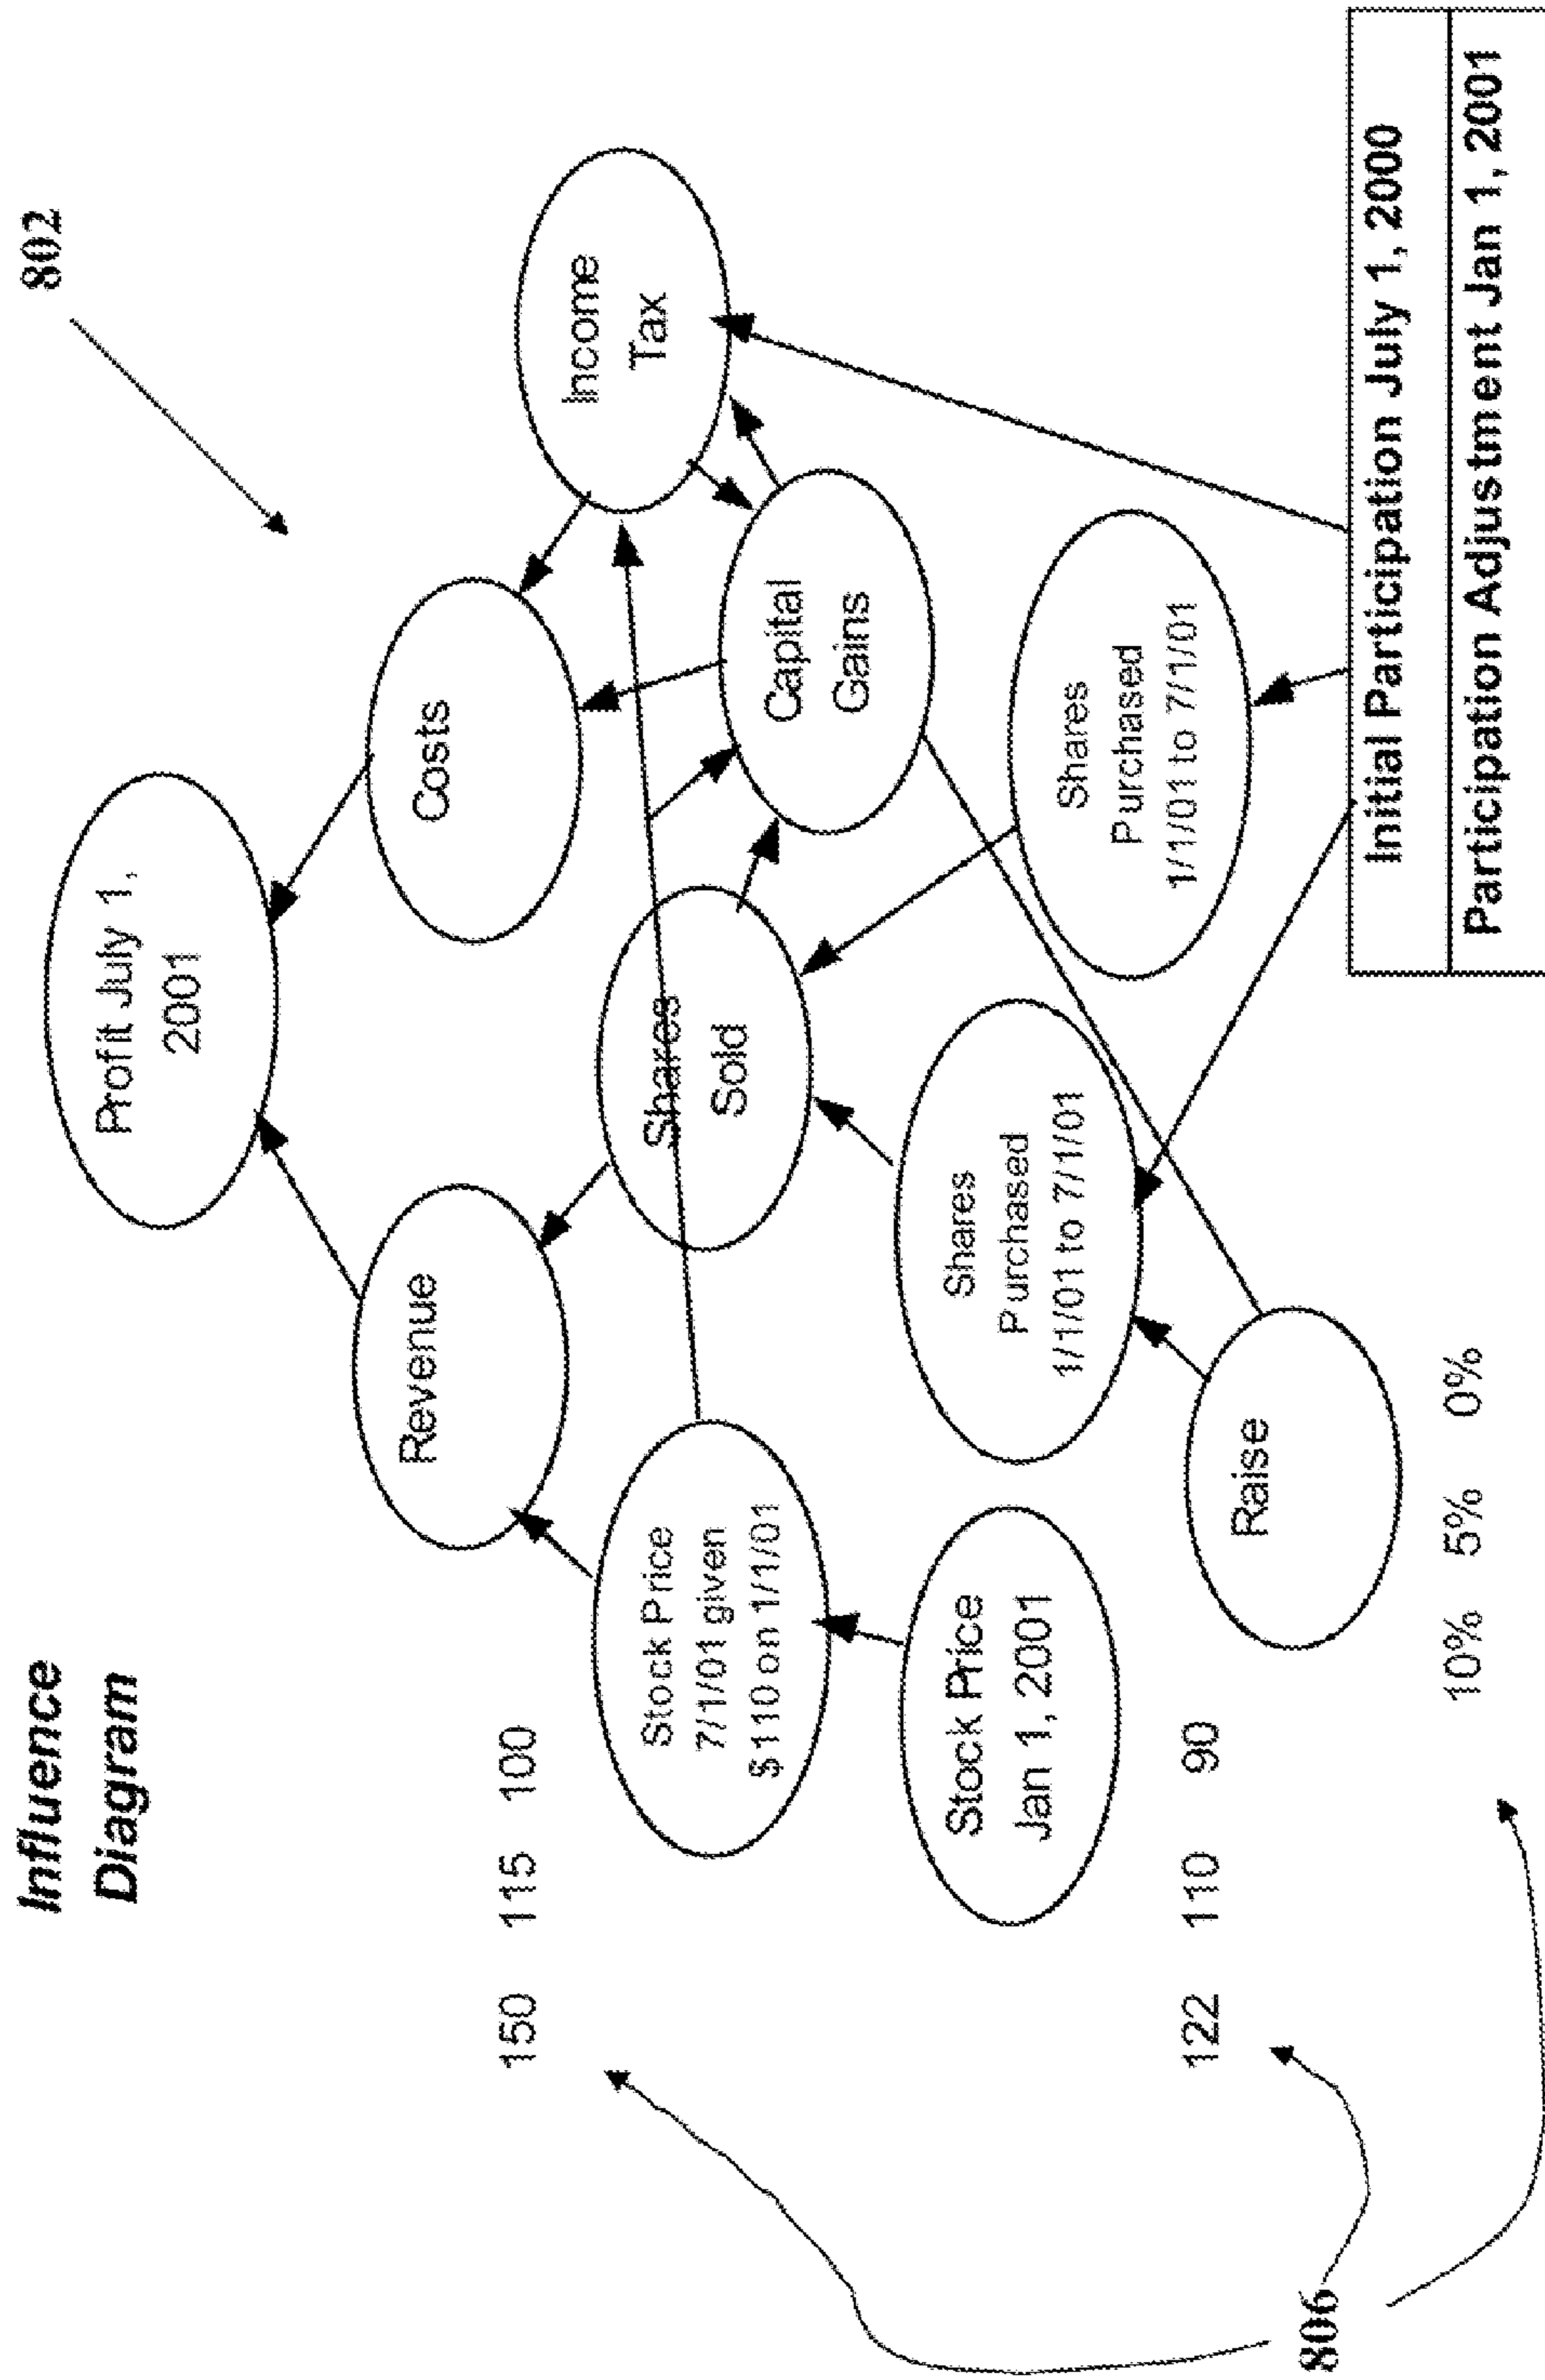 Influence
Diagram
802
Profit July 1,
2001
Revenue
Costs
150 115 100
Stock Price
7/1/01 given
$110 on 1/1/01
Shares
Sold
Income
Tax
Capital
Gains
Stock Price
Jan 1, 2001
Shares
Purchased
1/1/01 to 7/1/01
Shares
Purchased
1/1/01 to 7/1/01
122 110 90
Raise
10% 5% 0%
Initial Participation July 1, 2000
Participation Adjustment Jan 1, 2001
806